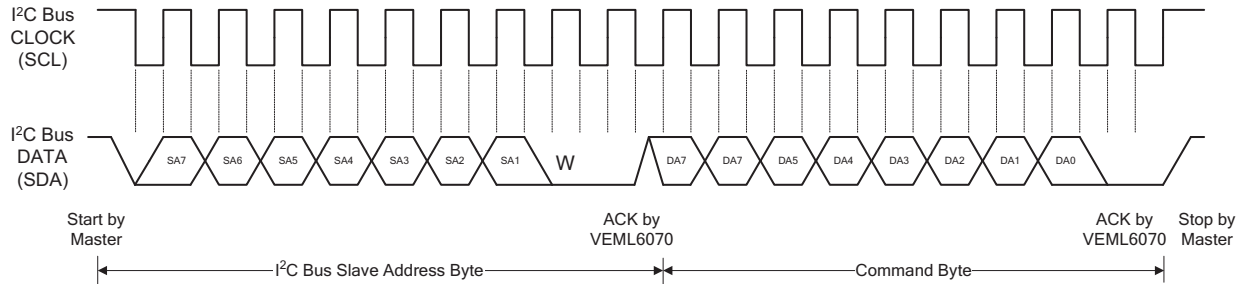 I²C Bus
CLOCK
(SCL)
I²C Bus
DATA
(SDA)
SA7 SA6 SA5 SA4 SA3 SA2 SA1 W DA7 DA7 DA5 DA4 DA3 DA2 DA1 DA0
Start by
Master
ACK by
VEML6070
ACK by
VEML6070
Stop by
Master
I²C Bus Slave Address Byte
Command Byte